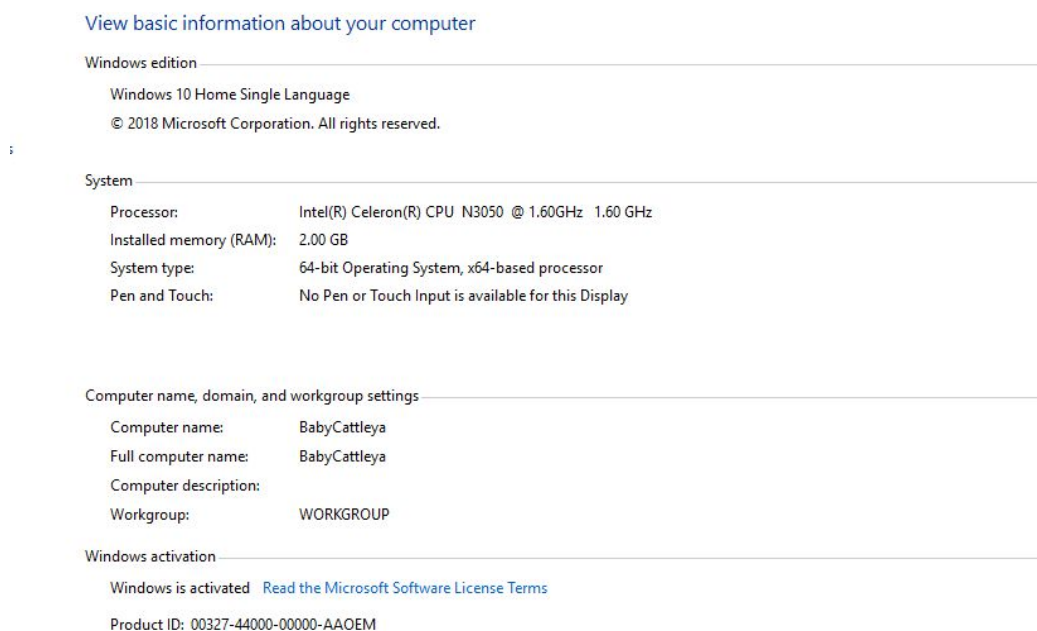 View basic information about your computer
Windows edition
Windows 10 Home Single Language
© 2018 Microsoft Corporation. All rights reserved.
s
System
Processor: Intel(R) Celeron(R) CPU N3050 @ 1.60GHz 1.60 GHz
Installed memory (RAM): 2.00 GB
System type: 64-bit Operating System, x64-based processor
Pen and Touch: No Pen or Touch Input is available for this Display
Computer name, domain, and workgroup settings
Computer name: BabyCattleya
Full computer name: BabyCattleya
Computer description:
Workgroup: WORKGROUP
Windows activation
Windows is activated Read the Microsoft Software License Terms
Product ID: 00327-44000-00000-AAOEM